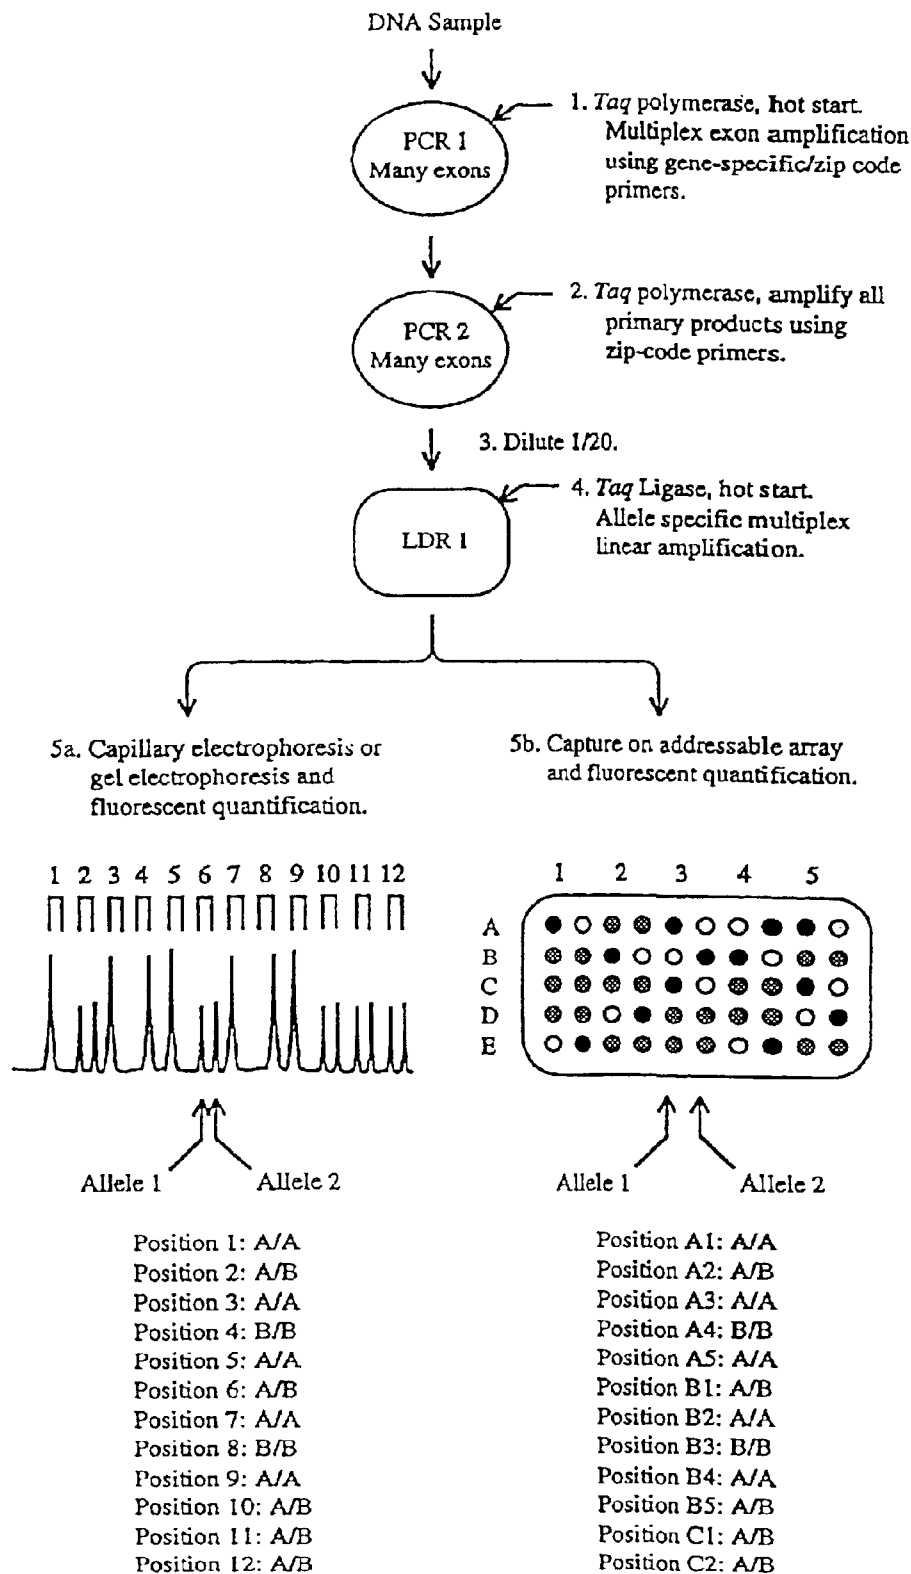 DNA Sample
PCR 1
Many exons
1. Taq polymerase, hot start.
Multiplex exon amplification
using gene-specific/zip code
primers.
PCR 2
Many exons
2. Taq polymerase, amplify all
primary products using
zip-code primers.
3. Dilute 1/20.
LDR 1
4. Taq Ligase, hot start.
Allele specific multiplex
linear amplification.
5a. Capillary electrophoresis or
gel electrophoresis and
fluorescent quantification.
1 2 3 4 5 6 7 8 9 10 11 12
Allele 1
Allele 2
Position 1: A/A
Position 2: A/B
Position 3: A/A
Position 4: B/B
Position 5: A/A
Position 6: A/B
Position 7: A/A
Position 8: B/B
Position 9: A/A
Position 10: A/B
Position 11: A/B
Position 12: A/B
5b. Capture on addressable array
and fluorescent quantification.
1 2 3 4 5
A
B
C
D
E
Allele 1
Allele 2
Position A1: A/A
Position A2: A/B
Position A3: A/A
Position A4: B/B
Position A5: A/A
Position B1: A/B
Position B2: A/A
Position B3: B/B
Position B4: A/A
Position B5: A/B
Position C1: A/B
Position C2: A/B